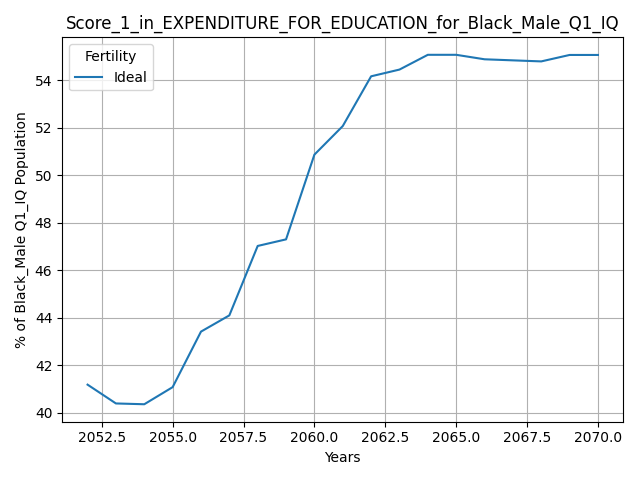 Score_1_in_EXPENDITURE_FOR_EDUCATION_for_Black_Male_Q1_IQ
Fertility
Ideal
% of Black_Male Q1_IQ Population
54
52
50
48
46
44
42
40
2052.5 2055.0 2057.5 2060.0 2062.5 2065.0 2067.5 2070.0
Years